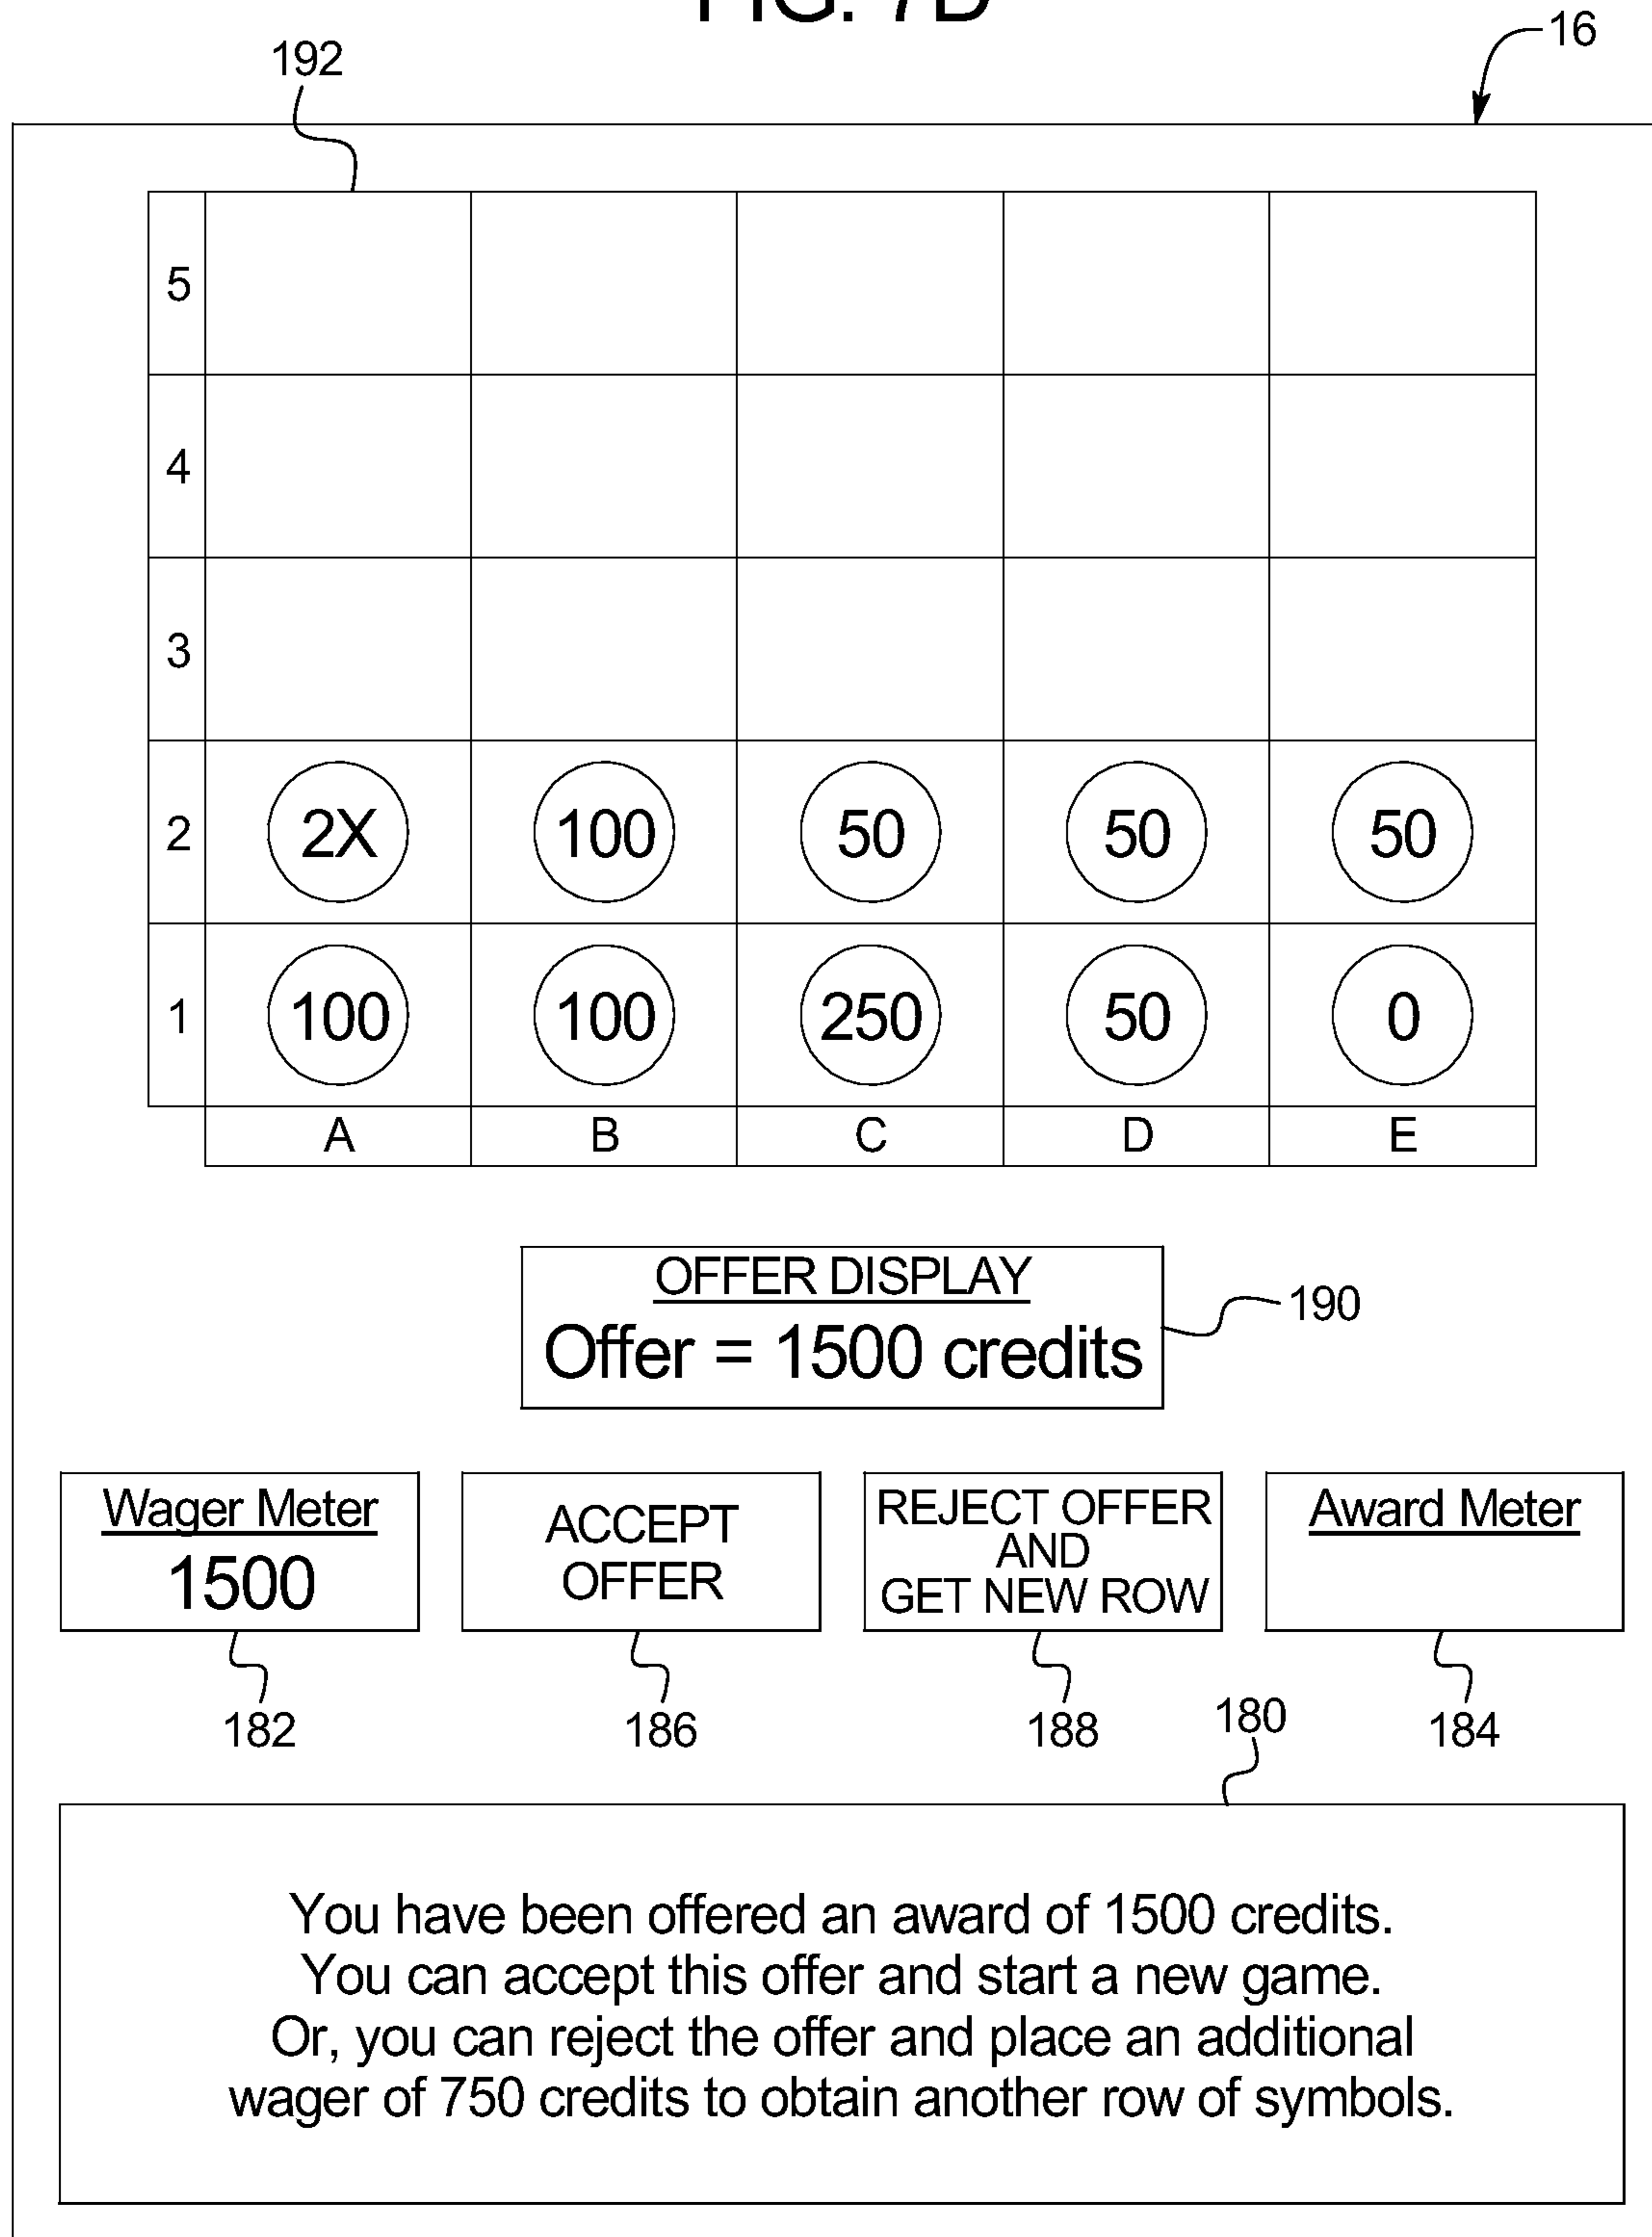 FIG. 7D
16
192
5
4
3
2 2X 100 50 50 50
1 100 100 250 50 0
A B C D E
OFFER DISPLAY
Offer = 1500 credits
190
Wager Meter
1500
ACCEPT
OFFER
REJECT OFFER
AND
GET NEW ROW
Award Meter
182
186
188
180
184
You have been offered an award of 1500 credits.
You can accept this offer and start a new game.
Or, you can reject the offer and place an additional
wager of 750 credits to obtain another row of symbols.